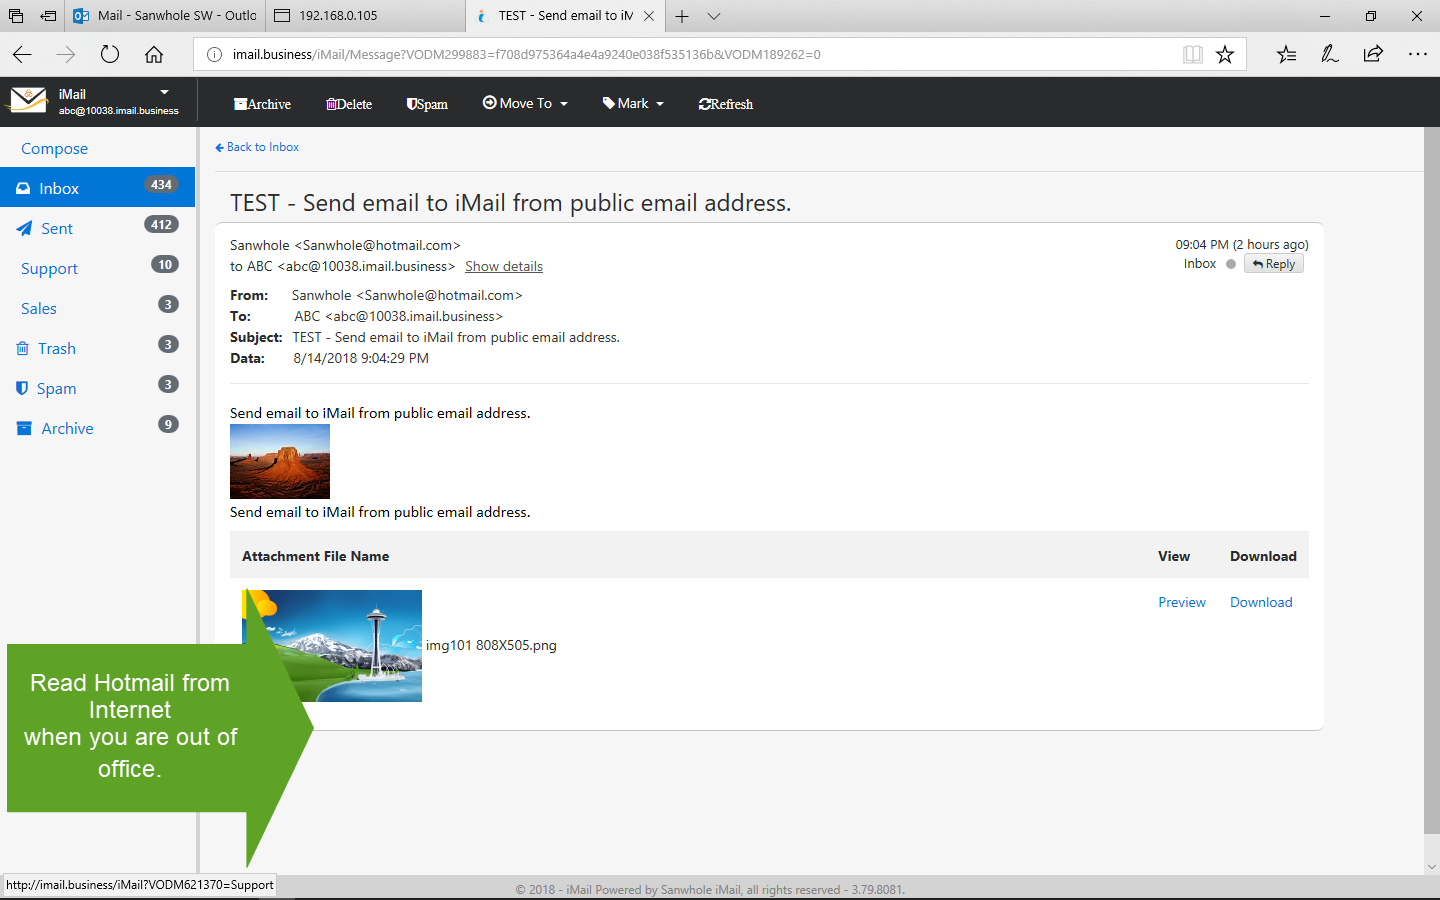 Mail - Sanwhole SW - Outlo
192.168.0.105
TEST - Send email to iM
imail.business/iMail/Message?VODM299883=f708d975364a4e4a9240e038f535136b&VODM189262=0
iMail
abc@10038.imail.business
Archive
Delete
Spam
Move To
Mark
Refresh
Compose
Inbox 434
Sent 412
Support 10
Sales 3
Trash 3
Spam 3
Archive 9
Back to Inbox
TEST - Send email to iMail from public email address.
Sanwhole <Sanwhole@hotmail.com>
09:04 PM (2 hours ago)
to ABC <abc@10038.imail.business> Show details
Inbox Reply
From: Sanwhole <Sanwhole@hotmail.com>
To: ABC <abc@10038.imail.business>
Subject: TEST - Send email to iMail from public email address.
Data: 8/14/2018 9:04:29 PM
Send email to iMail from public email address.
Send email to iMail from public email address.
Attachment File Name View Download
img101 808X505.png Preview Download
Read Hotmail from
Internet
when you are out of
office.
http://imail.business/iMail?VODM621370=Support
© 2018 - iMail Powered by Sanwhole iMail, all rights reserved - 3.79.8081.